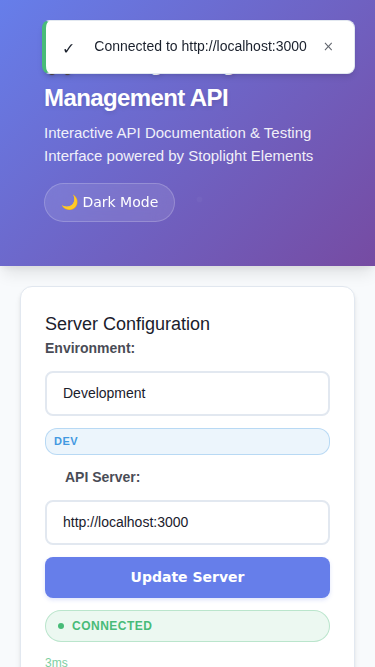 ✓ Connected to http://localhost:3000 ×
Management API
Interactive API Documentation & Testing
Interface powered by Stoplight Elements
🌙 Dark Mode
Server Configuration
Environment:
Development
DEV
API Server:
http://localhost:3000
Update Server
CONNECTED
3ms